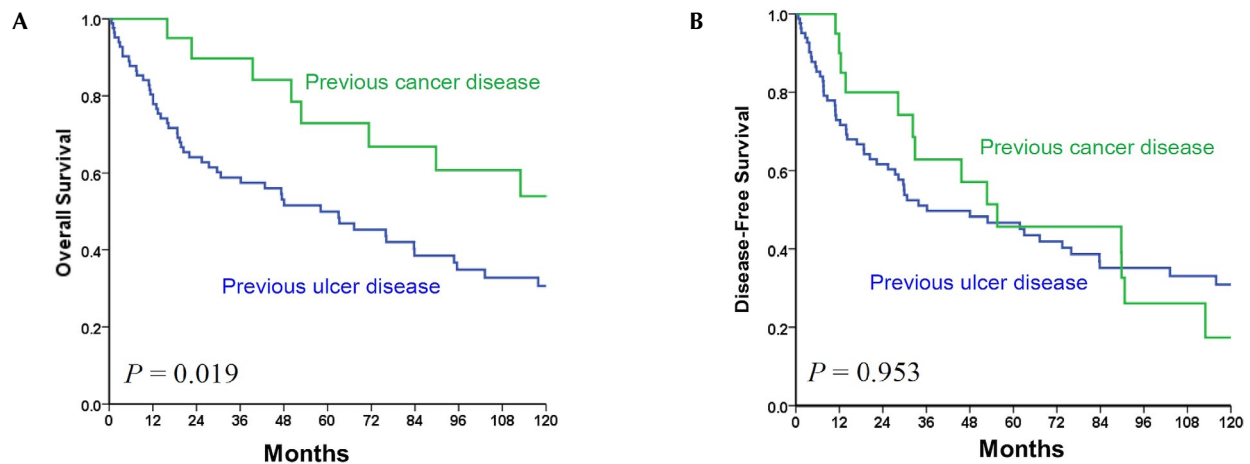 A
1.0
0.8
0.6
0.4
0.2
0.0
Overall Survival
Previous cancer disease
Previous ulcer disease
P = 0.019
0 12 24 36 48 60 72 84 96 108 120
Months
B
1.0
0.8
0.6
0.4
0.2
0.0
Disease-Free Survival
Previous cancer disease
Previous ulcer disease
P = 0.953
0 12 24 36 48 60 72 84 96 108 120
Months